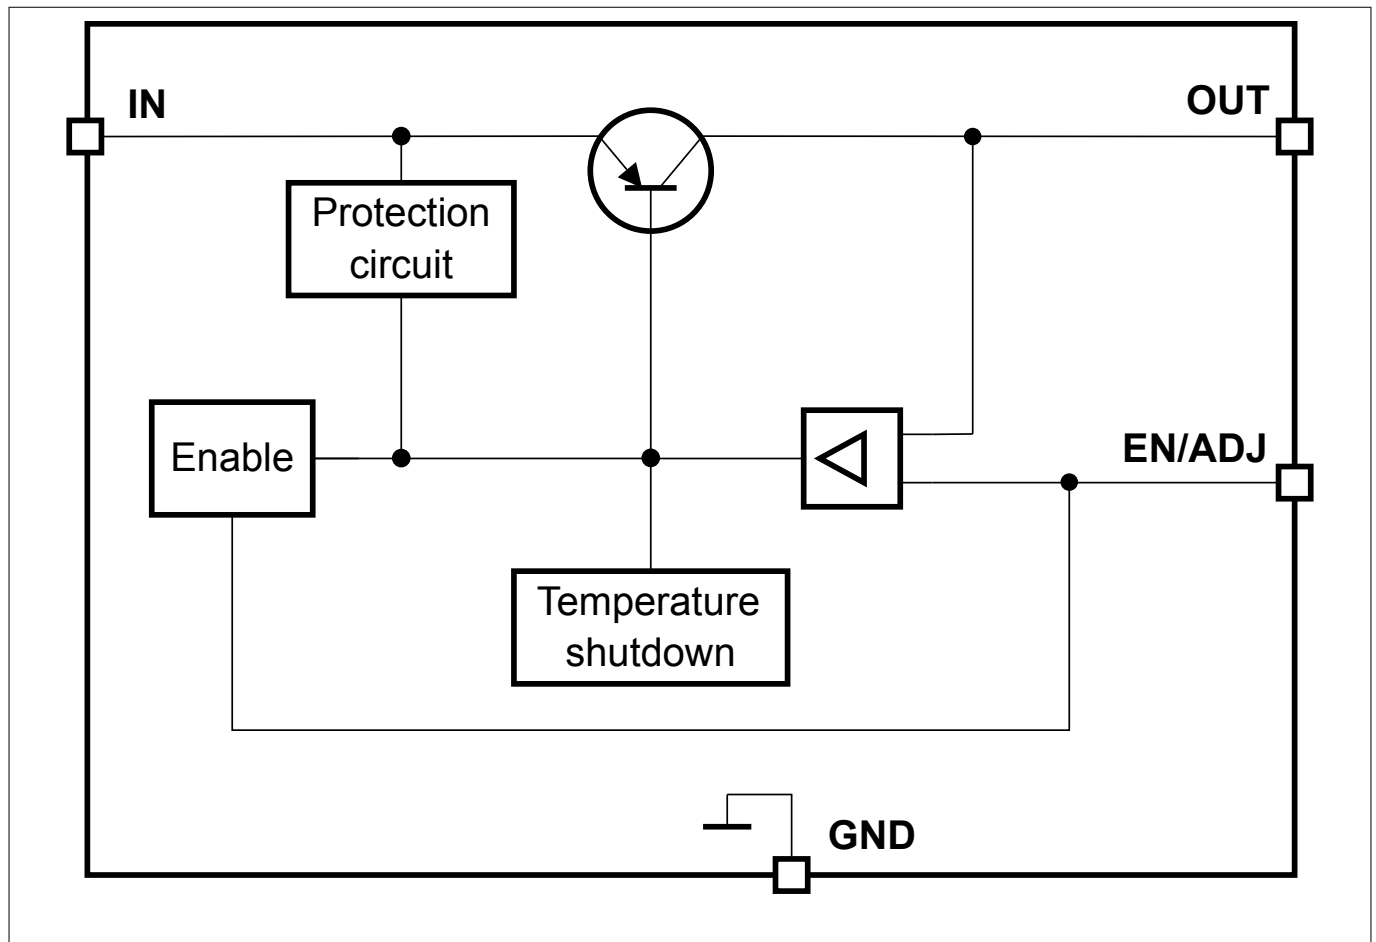 IN
OUT
Protection
circuit
Enable
EN/ADJ
Temperature
shutdown
GND